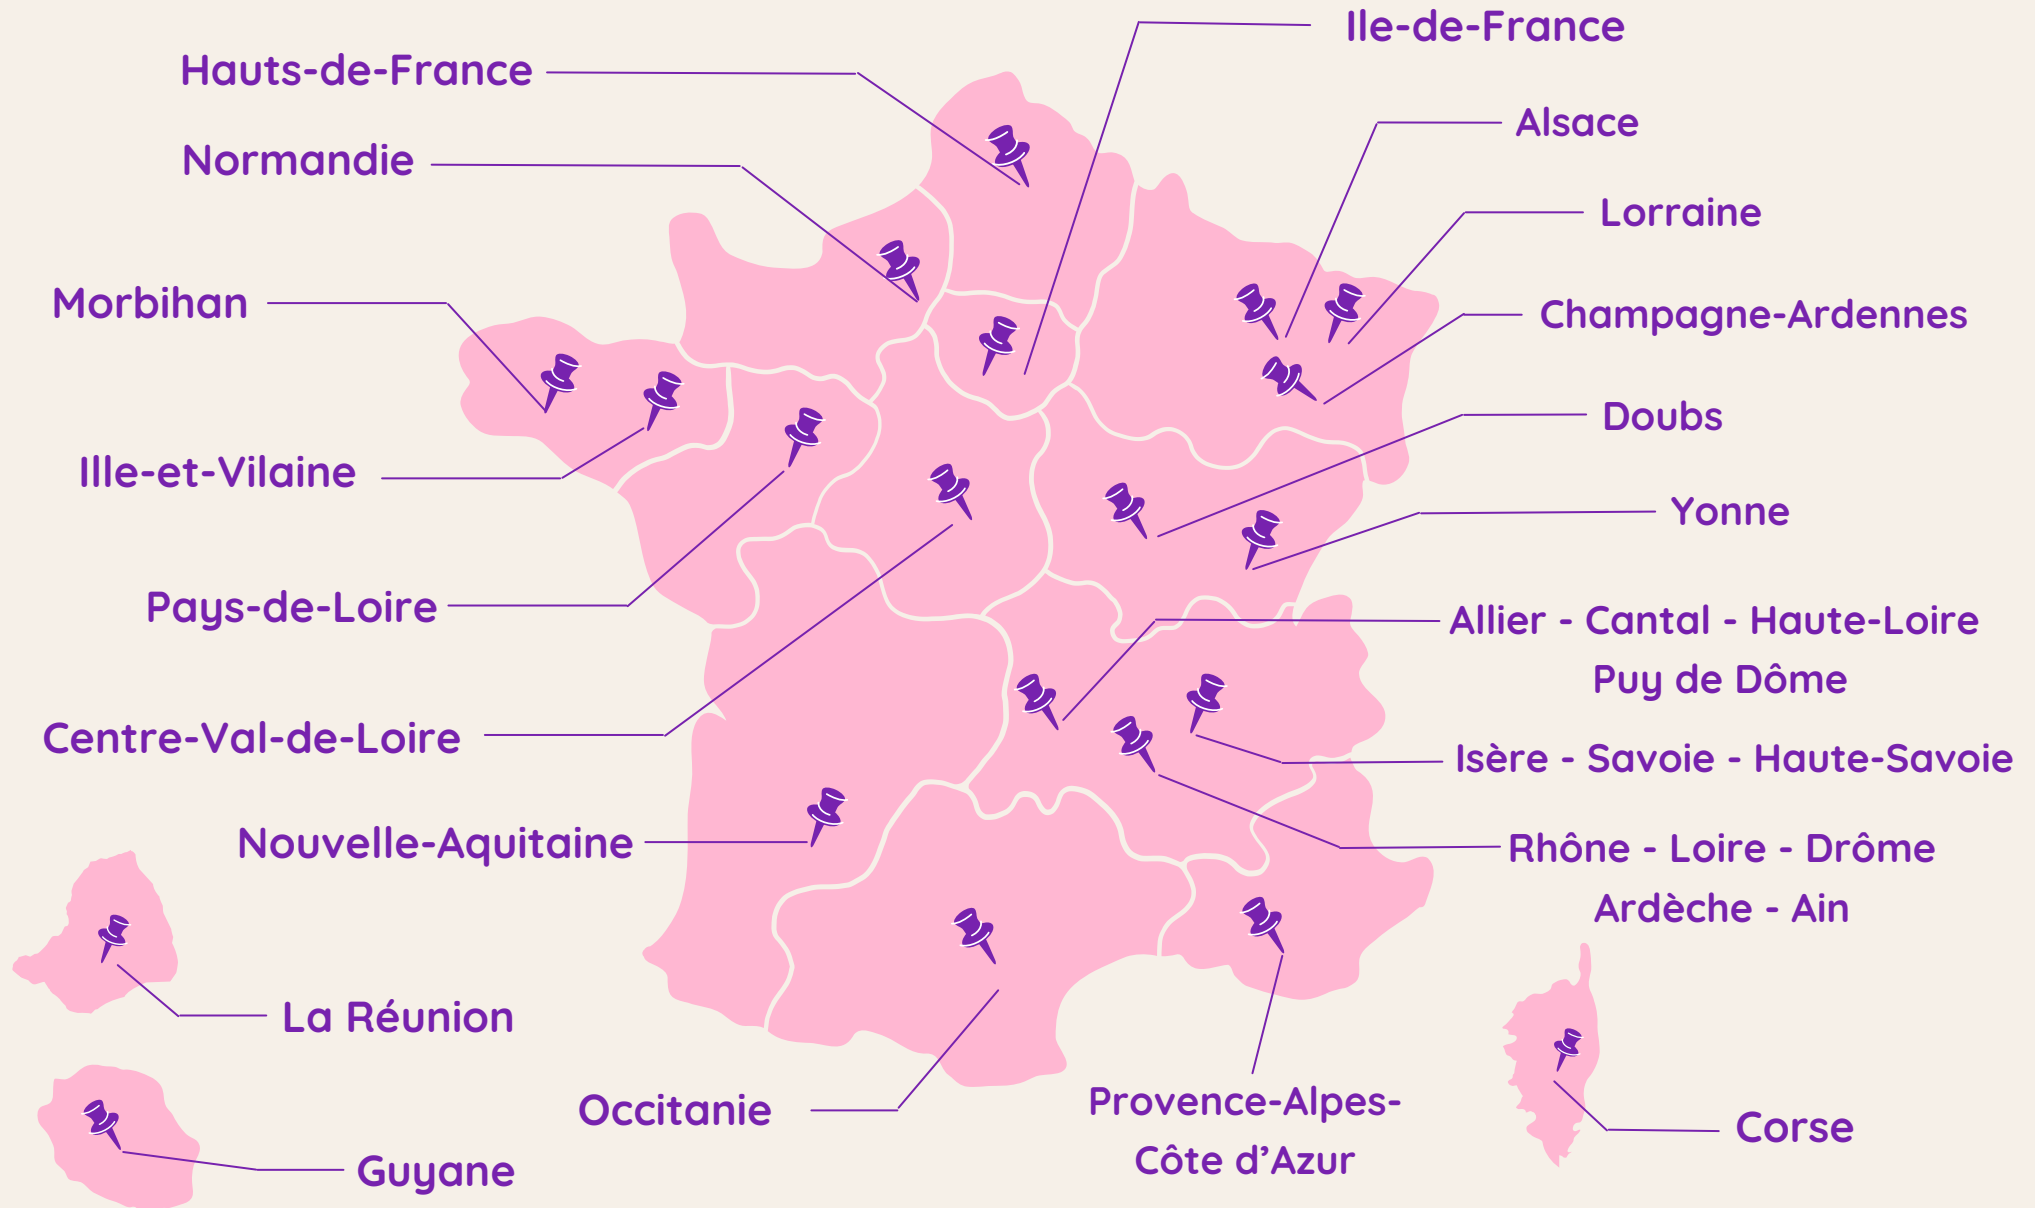 Ile-de-France
Hauts-de-France
Alsace
Normandie
Lorraine
Morbihan
Champagne-Ardennes
Doubs
Ille-et-Vilaine
Yonne
Pays-de-Loire
Allier - Cantal - Haute-Loire
Puy de Dôme
Centre-Val-de-Loire
Isère - Savoie - Haute-Savoie
Nouvelle-Aquitaine
Rhône - Loire - Drôme
Ardèche - Ain
La Réunion
Occitanie
Provence-Alpes-
Côte d’Azur
Corse
Guyane